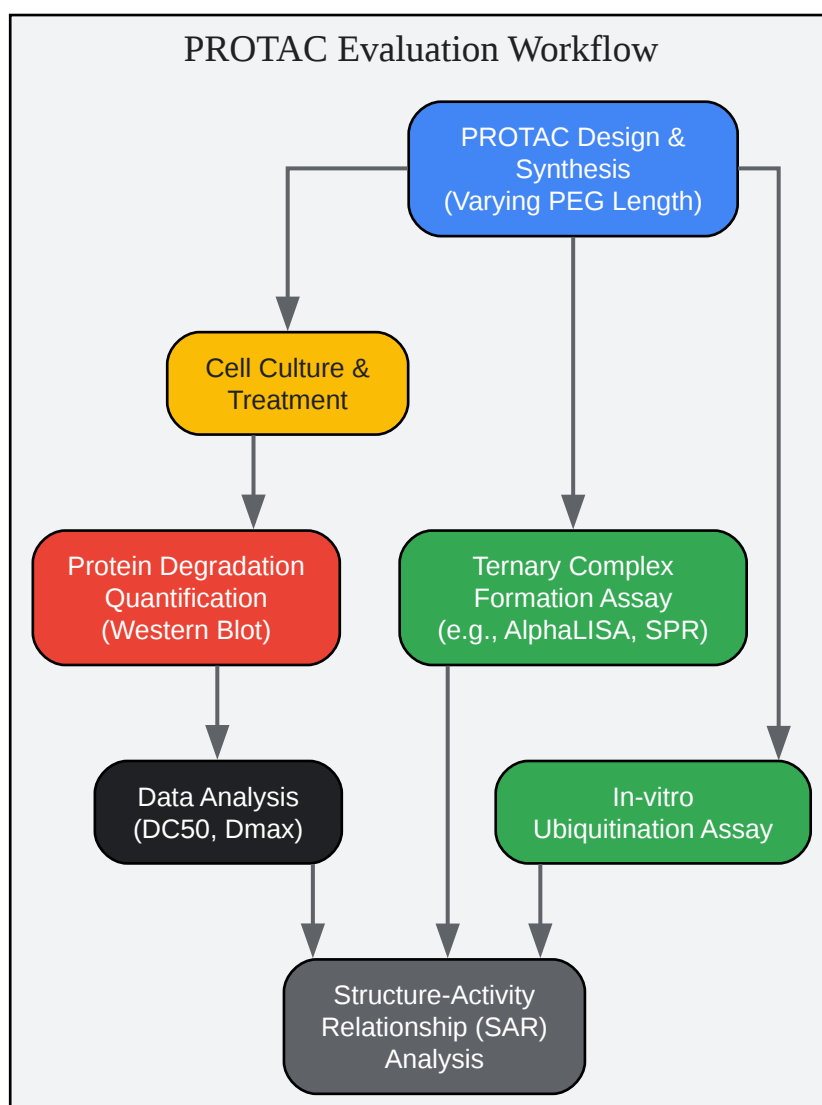 PROTAC Evaluation Workflow
PROTAC Design &
Synthesis
(Varying PEG Length)
Cell Culture &
Treatment
Protein Degradation
Quantification
(Western Blot)
Ternary Complex
Formation Assay
(e.g., AlphaLISA, SPR)
Data Analysis
(DC50, Dmax)
In-vitro
Ubiquitination Assay
Structure-Activity
Relationship (SAR)
Analysis